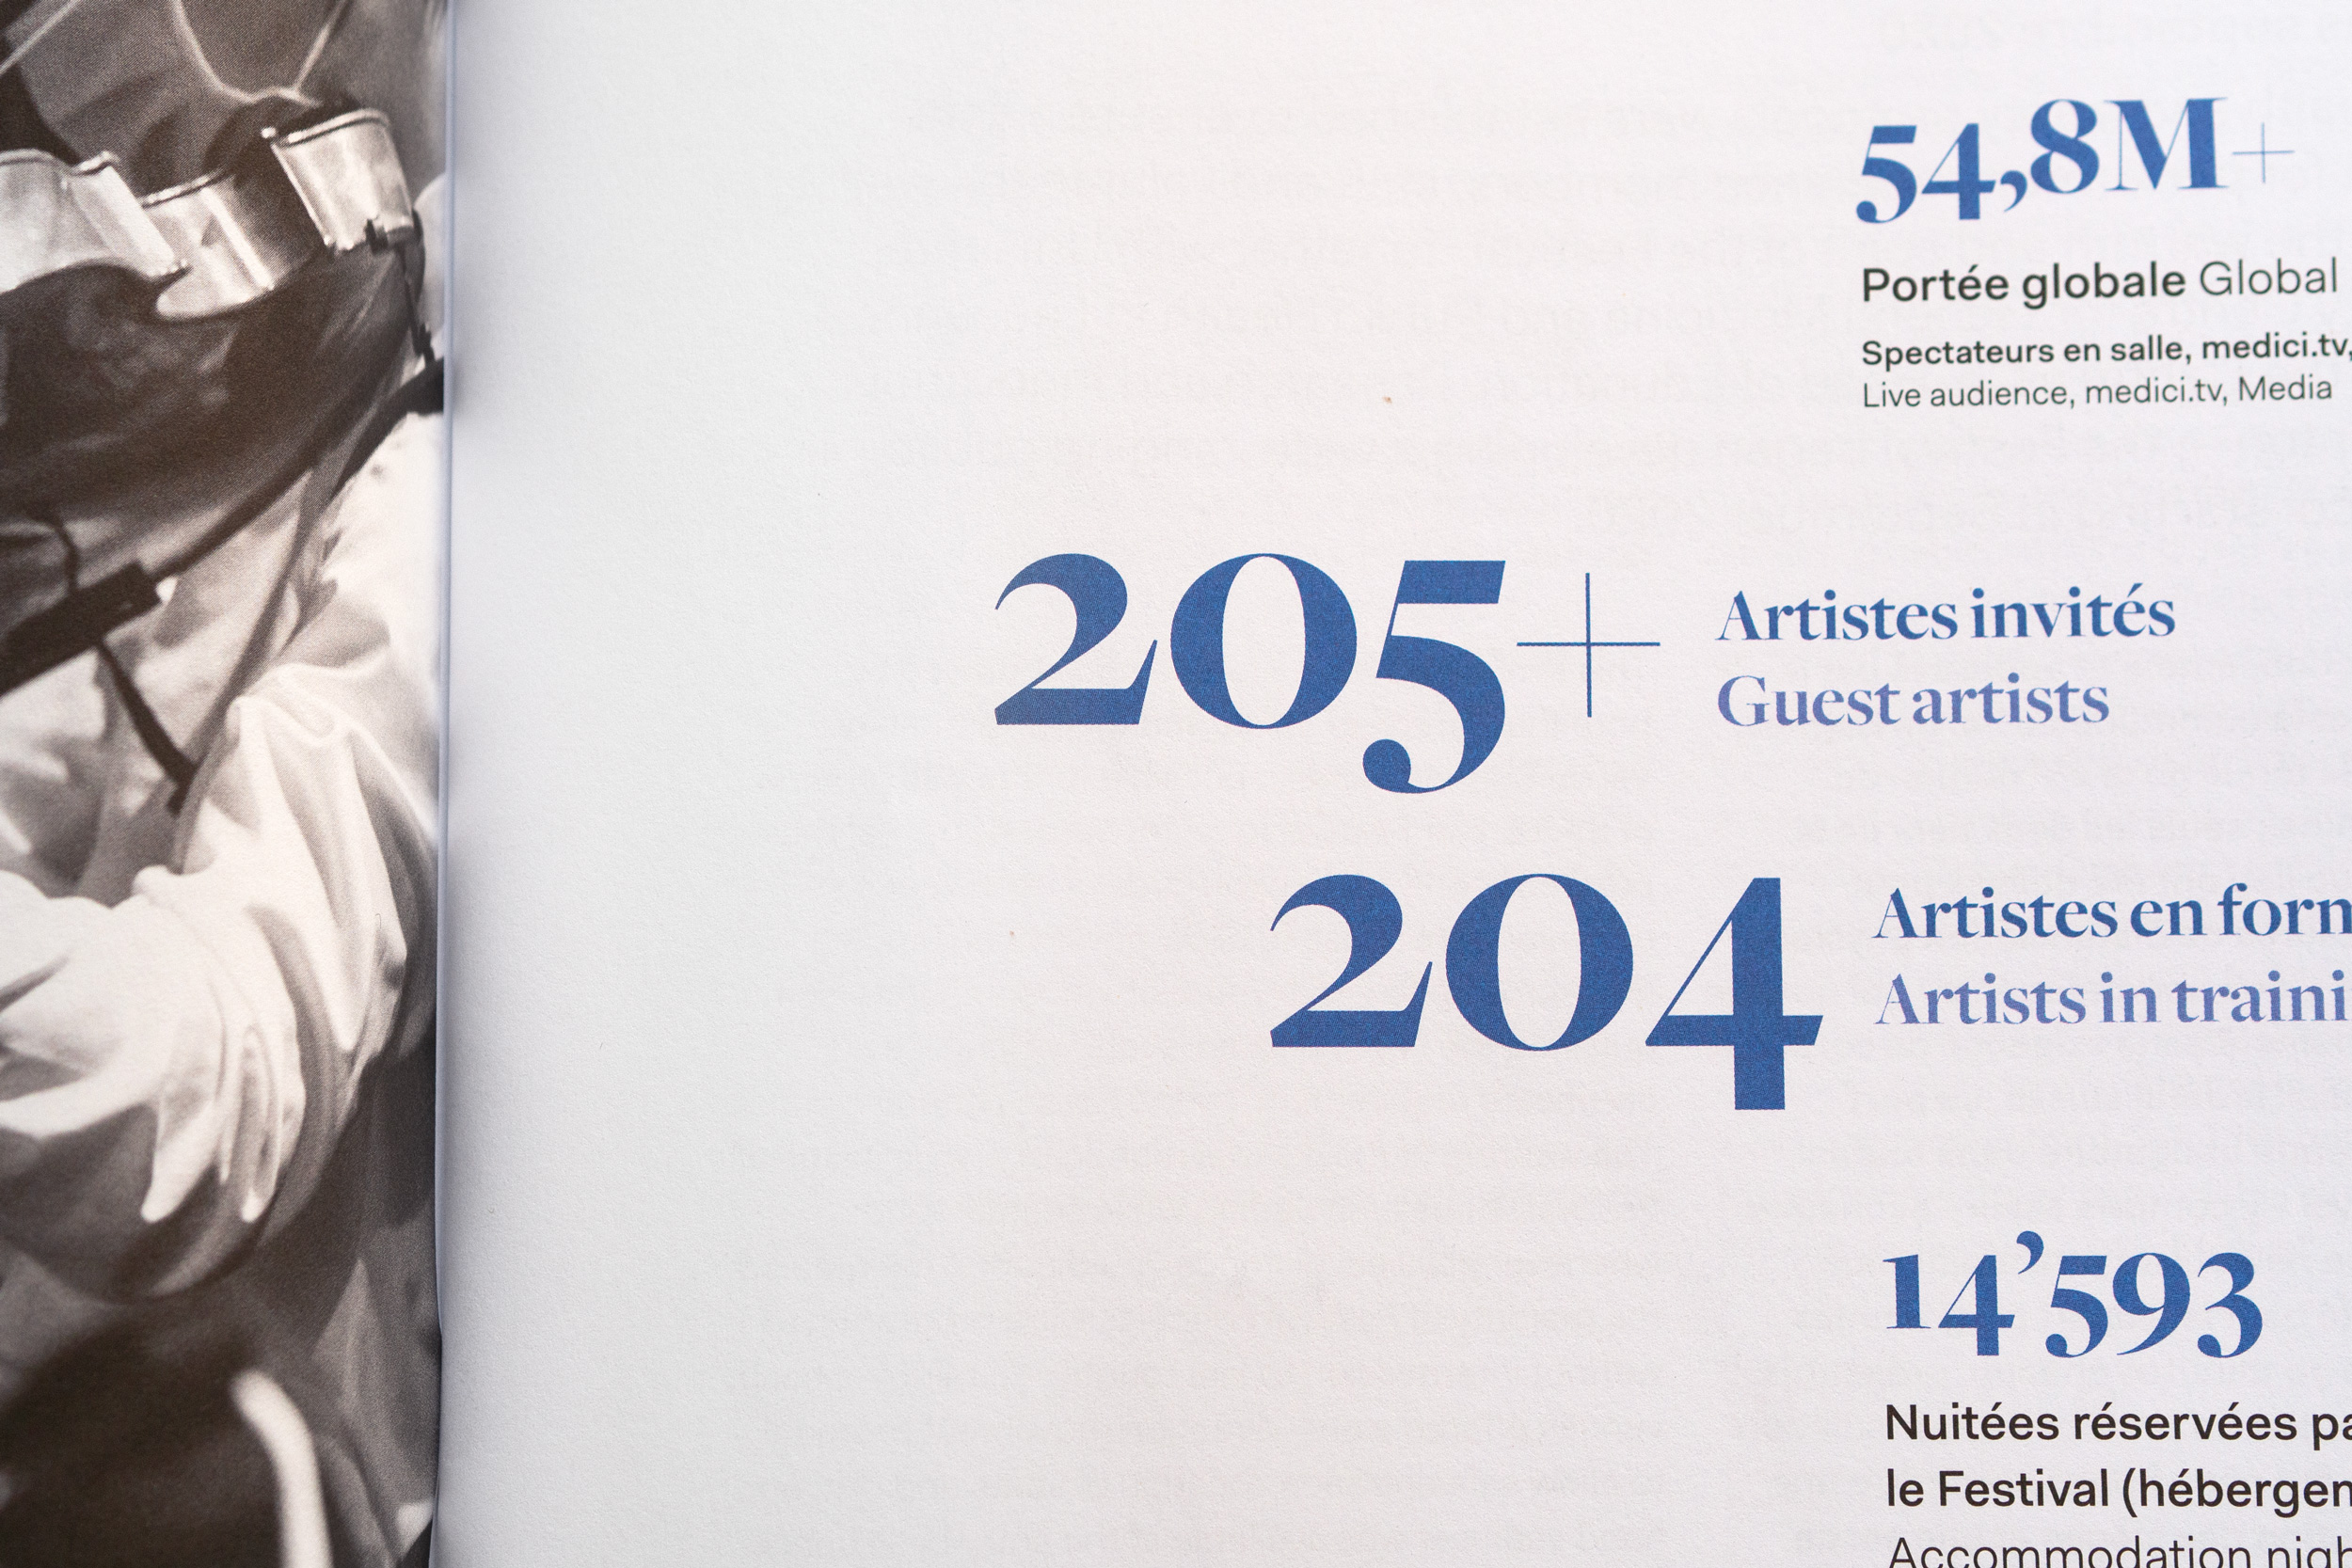 54,8M+
Portée globale Global
Spectateurs en salle, medici.tv,
Live audience, medici.tv, Media
205+
Artistes invités
Guest artists
204
Artistes en form
Artists in traini
14’593
Nuitées réservées pa
le Festival (hébergem
Accommodation nigh